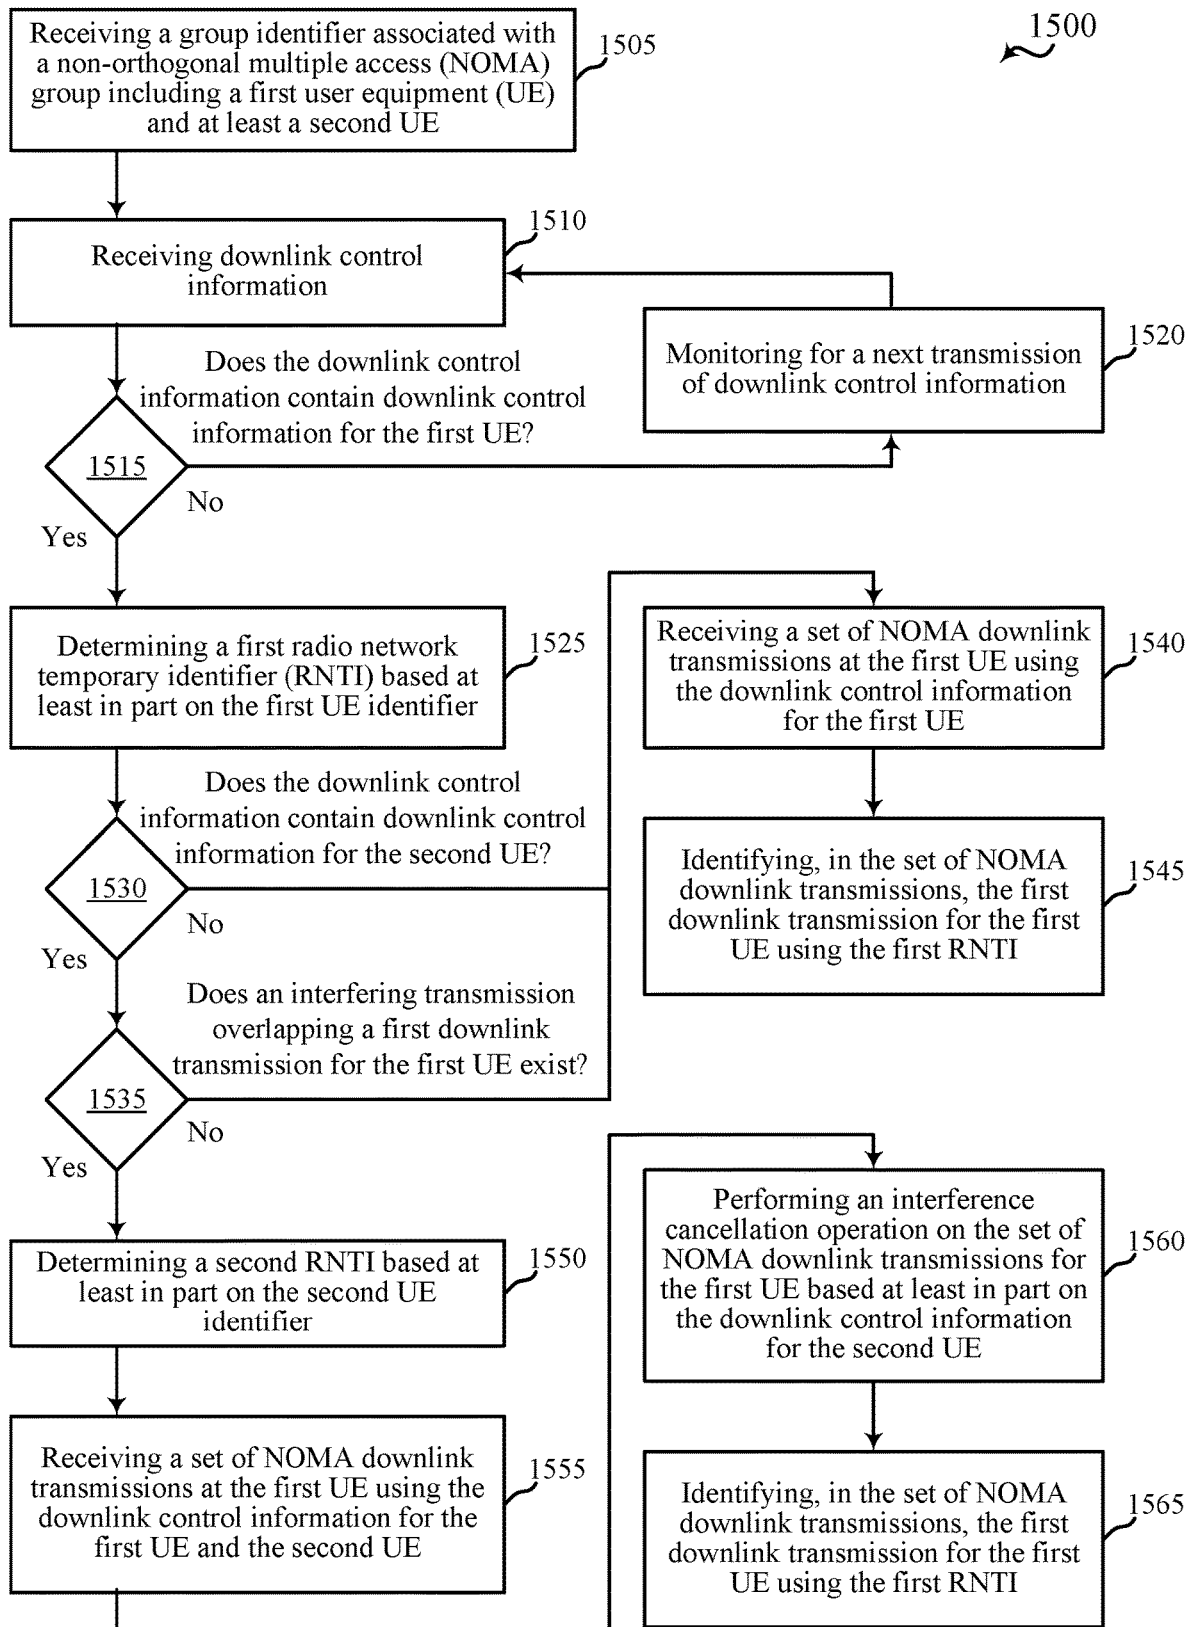 1500
Receiving a group identifier associated with
a non-orthogonal multiple access (NOMA)
group including a first user equipment (UE)
and at least a second UE
1505
Receiving downlink control
information
1510
Does the downlink control
information contain downlink control
information for the first UE?
1515
No
Yes
Monitoring for a next transmission
of downlink control information
1520
Determining a first radio network
temporary identifier (RNTI) based at
least in part on the first UE identifier
1525
Does the downlink control
information contain downlink control
information for the second UE?
1530
No
Yes
Does an interfering transmission
overlapping a first downlink
transmission for the first UE exist?
1535
No
Yes
Receiving a set of NOMA downlink
transmissions at the first UE using
the downlink control information
for the first UE
1540
Identifying, in the set of NOMA
downlink transmissions, the first
downlink transmission for the first
UE using the first RNTI
1545
Determining a second RNTI based at
least in part on the second UE
identifier
1550
Receiving a set of NOMA downlink
transmissions at the first UE using the
downlink control information for the
first UE and the second UE
1555
Performing an interference
cancellation operation on the set of
NOMA downlink transmissions for
the first UE based at least in part on
the downlink control information
for the second UE
1560
Identifying, in the set of NOMA
downlink transmissions, the first
downlink transmission for the first
UE using the first RNTI
1565